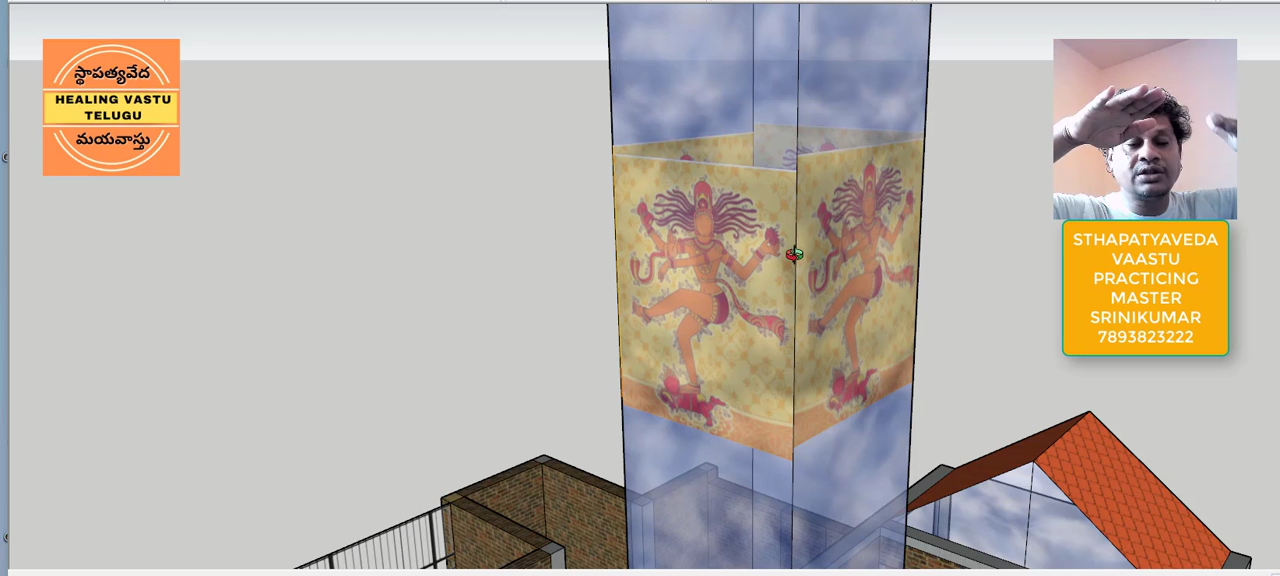 స్థాపత్యవేద
HEALING VASTU
TELUGU
మయవాస్తు
STHAPATYAVEDA
VAASTU
PRACTICING
MASTER
SRINIKUMAR
7893823222